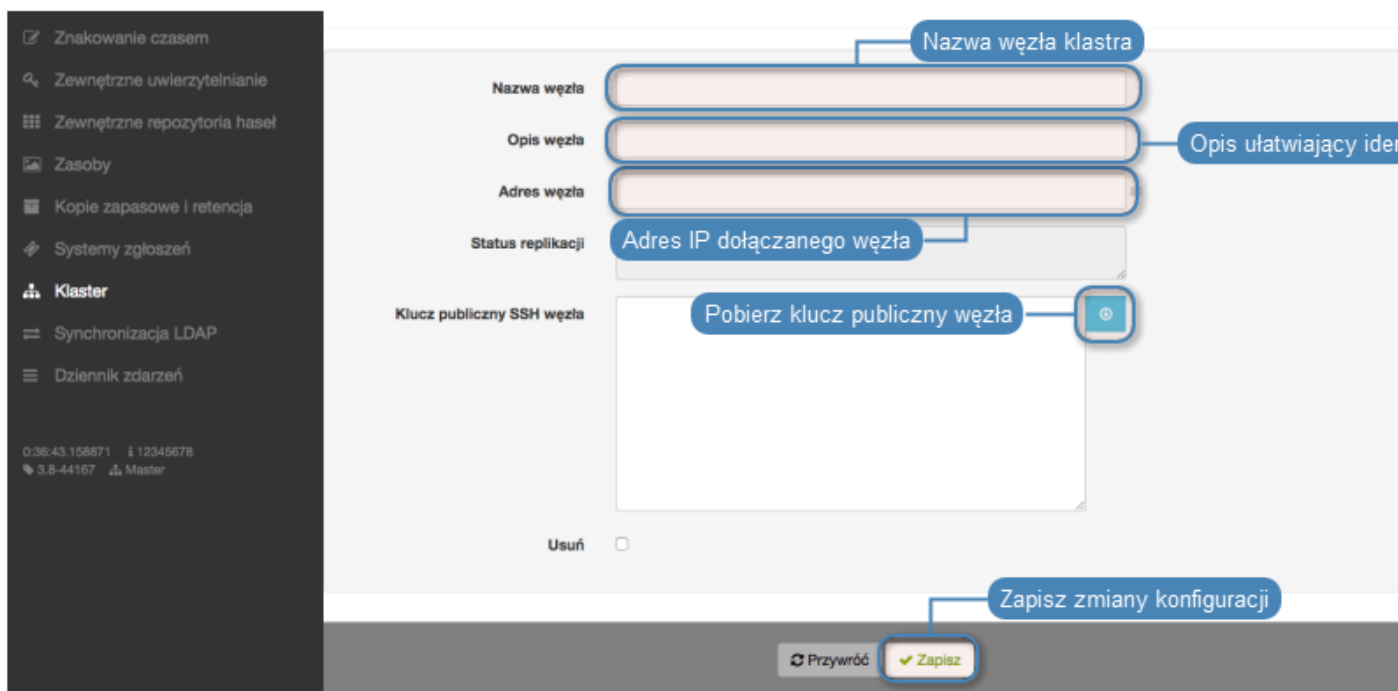 Znakowanie czasem
Zewnętrzne uwierzytelnianie
Zewnętrzne repozytoria haseł
Zasoby
Kopie zapasowe i retencja
Systemy zgłoszeń
Klaster
Synchronizacja LDAP
Dziennik zdarzeń
0:36:43.158871 12345678
3.8-44167 Master
Nazwa węzła klastra
Nazwa węzła
Opis węzła
Opis ułatwiający
Adres węzła
Adres IP dołączanego węzła
Status replikacji
Klucz publiczny SSH węzła
Pobierz klucz publiczny węzła
Usuń
Zapisz zmiany konfiguracji
Przywróć
Zapisz